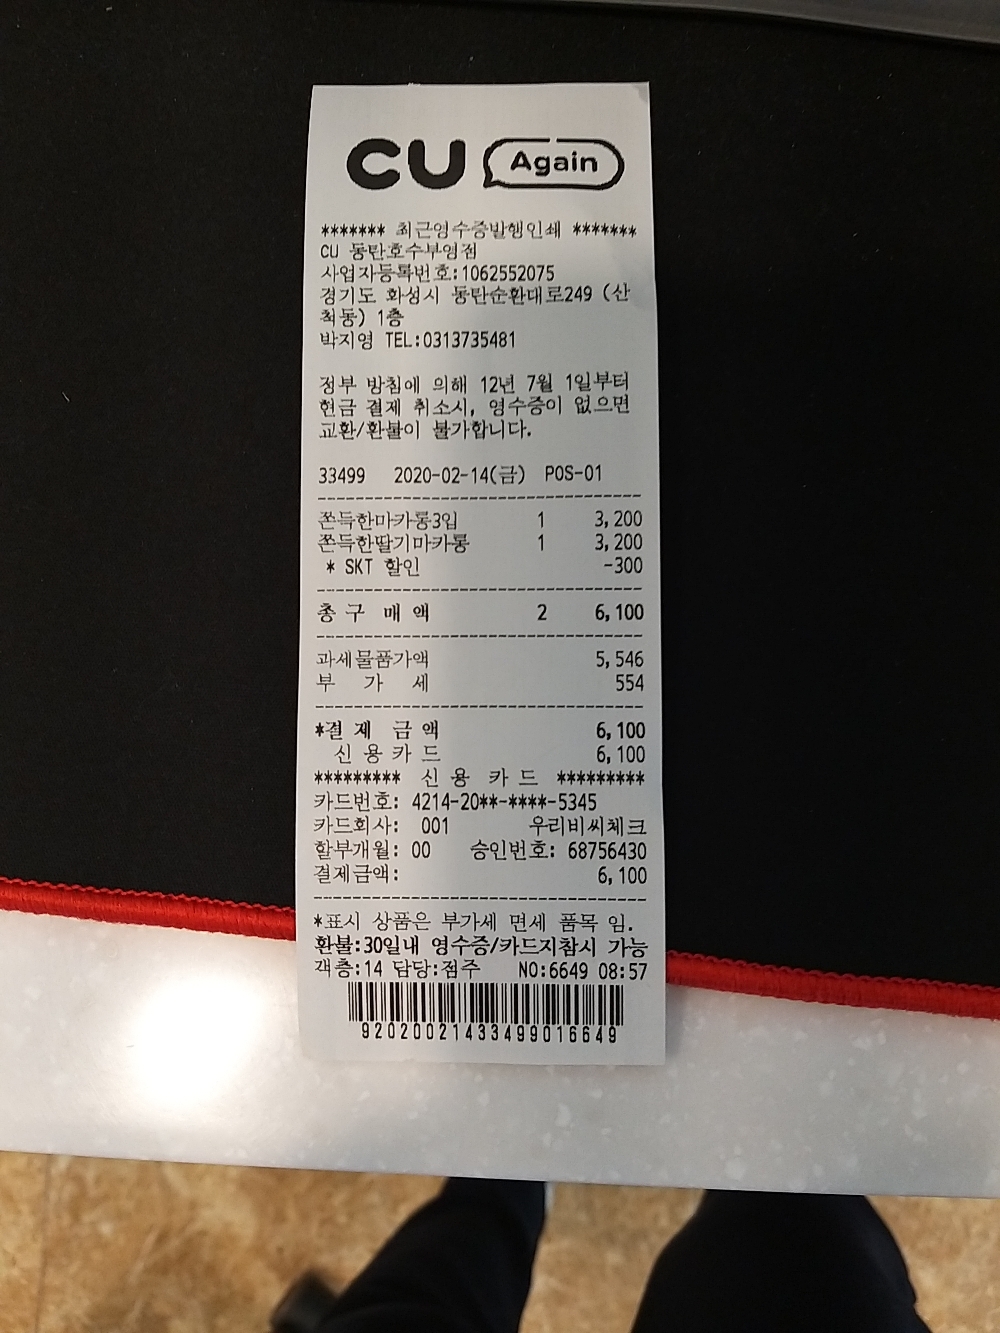 CU Again
******* 최근영수증발행인쇄 *******
CU 동탄호수부영점
사업자등록번호:1062552075
경기도 화성시 동탄순환대로249 (산
척동) 1층
박지영 TEL:0313735481
정부 방침에 의해 12년 7월 1일부터
현금 결제 취소시, 영수증이 없으면
교환/환불이 불가합니다.
33499 2020-02-14(금) POS-01
쫀득한마카롱3입 1 3,200
쫀득한딸기마카롱 1 3,200
* SKT 할인 -300
총 구 매 액 2 6,100
과세물품가액 5,546
부 가 세 554
*결 제 금 액 6,100
신 용 카 드 6,100
********* 신 용 카 드 *********
카드번호: 4214-20**-****-5345
카드회사: 001 우리비씨체크
할부개월: 00 승인번호: 68756430
결제금액: 6,100
*표시 상품은 부가세 면세 품목 임.
환불:30일내 영수증/카드지참시 가능
객층:14 담당:점주 NO:6649 08:57
9202002143349901​6649